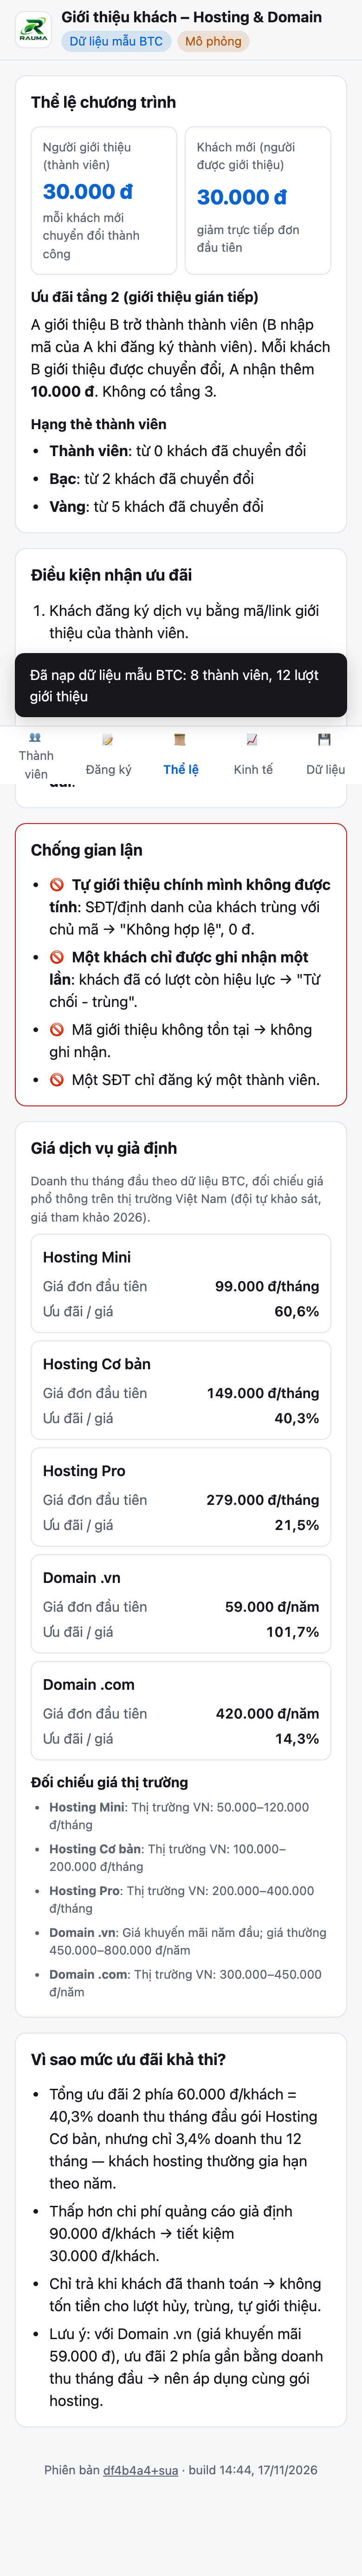 RAUMA
Giới thiệu khách – Hosting & Domain
Dữ liệu mẫu BTC
Mô phỏng
Thể lệ chương trình
Người giới thiệu
(thành viên)
30.000 đ
mỗi khách mới
chuyển đổi thành
công
Khách mới (người
được giới thiệu)
30.000 đ
giảm trực tiếp đơn
đầu tiên
Ưu đãi tầng 2 (giới thiệu gián tiếp)
A giới thiệu B trở thành thành viên (B nhập
mã của A khi đăng ký thành viên). Mỗi khách
B giới thiệu được chuyển đổi, A nhận thêm
10.000 đ. Không có tầng 3.
Hạng thẻ thành viên
• Thành viên: từ 0 khách đã chuyển đổi
• Bạc: từ 2 khách đã chuyển đổi
• Vàng: từ 5 khách đã chuyển đổi
Điều kiện nhận ưu đãi
1. Khách đăng ký dịch vụ bằng mã/link giới
thiệu của thành viên.
Đã nạp dữ liệu mẫu BTC: 8 thành viên, 12 lượt
giới thiệu
Thành
viên
Đăng ký
Thể lệ
Kinh tế
Dữ liệu
Chống gian lận
• 🚫 Tự giới thiệu chính mình không được
tính: SĐT/định danh của khách trùng với
chủ mã → "Không hợp lệ", 0 đ.
• 🚫 Một khách chỉ được ghi nhận một
lần: khách đã có lượt còn hiệu lực → "Từ
chối - trùng".
• 🚫 Mã giới thiệu không tồn tại → không
ghi nhận.
• 🚫 Một SĐT chỉ đăng ký một thành viên.
Giá dịch vụ giả định
Doanh thu tháng đầu theo dữ liệu BTC, đối chiếu giá
phổ thông trên thị trường Việt Nam (đội tự khảo sát,
giá tham khảo 2026).
Hosting Mini
Giá đơn đầu tiên 99.000 đ/tháng
Ưu đãi / giá 60,6%
Hosting Cơ bản
Giá đơn đầu tiên 149.000 đ/tháng
Ưu đãi / giá 40,3%
Hosting Pro
Giá đơn đầu tiên 279.000 đ/tháng
Ưu đãi / giá 21,5%
Domain .vn
Giá đơn đầu tiên 59.000 đ/năm
Ưu đãi / giá 101,7%
Domain .com
Giá đơn đầu tiên 420.000 đ/năm
Ưu đãi / giá 14,3%
Đối chiếu giá thị trường
• Hosting Mini: Thị trường VN: 50.000–120.000
đ/tháng
• Hosting Cơ bản: Thị trường VN: 100.000–
200.000 đ/tháng
• Hosting Pro: Thị trường VN: 200.000–400.000
đ/tháng
• Domain .vn: Giá khuyến mãi năm đầu; giá thường
450.000–800.000 đ/năm
• Domain .com: Thị trường VN: 300.000–450.000
đ/năm
Vì sao mức ưu đãi khả thi?
• Tổng ưu đãi 2 phía 60.000 đ/khách =
40,3% doanh thu tháng đầu gói Hosting
Cơ bản, nhưng chỉ 3,4% doanh thu 12
tháng — khách hosting thường gia hạn
theo năm.
• Thấp hơn chi phí quảng cáo giả định
90.000 đ/khách → tiết kiệm
30.000 đ/khách.
• Chỉ trả khi khách đã thanh toán → không
tốn tiền cho lượt hủy, trùng, tự giới thiệu.
• Lưu ý: với Domain .vn (giá khuyến mãi
59.000 đ), ưu đãi 2 phía gần bằng doanh
thu tháng đầu → nên áp dụng cùng gói
hosting.
Phiên bản df4b4a4+sua · build 14:44, 17/11/2026